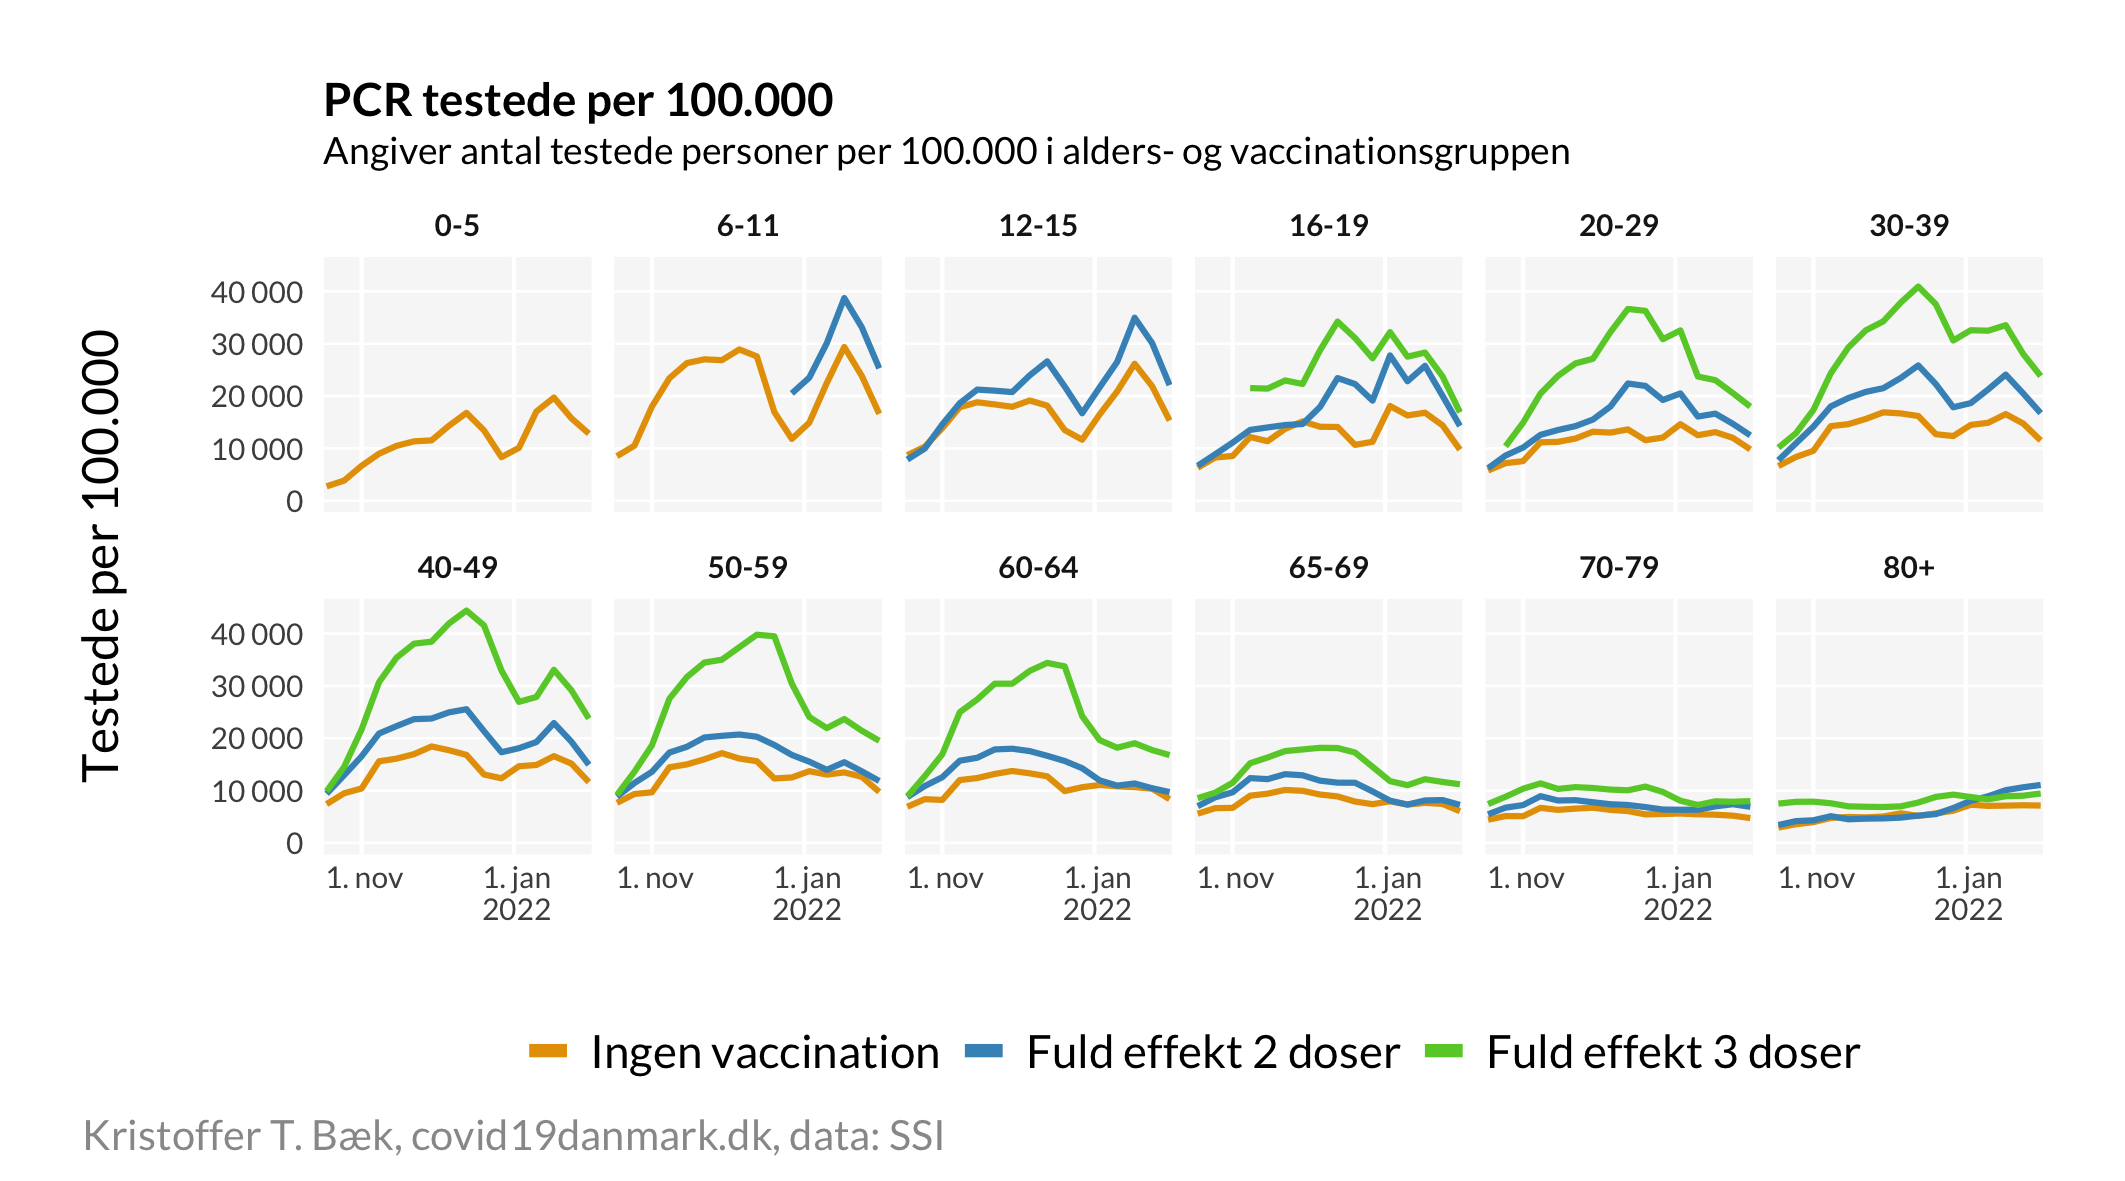 PCR testede per 100.000
Angiver antal testede personer per 100.000 i alders- og vaccinationsgruppen
Testede per 100.000
0-5 6-11 12-15 16-19 20-29 30-39
40 000
30 000
20 000
10 000
0
40-49 50-59 60-64 65-69 70-79 80+
40 000
30 000
20 000
10 000
0
1. nov 1. jan 1. nov 1. jan 1. nov 1. jan 1. nov 1. jan 1. nov 1. jan 1. nov 1. jan
2022 2022 2022 2022 2022 2022
Ingen vaccination Fuld effekt 2 doser Fuld effekt 3 doser
Kristoffer T. Bæk, covid19danmark.dk, data: SSI